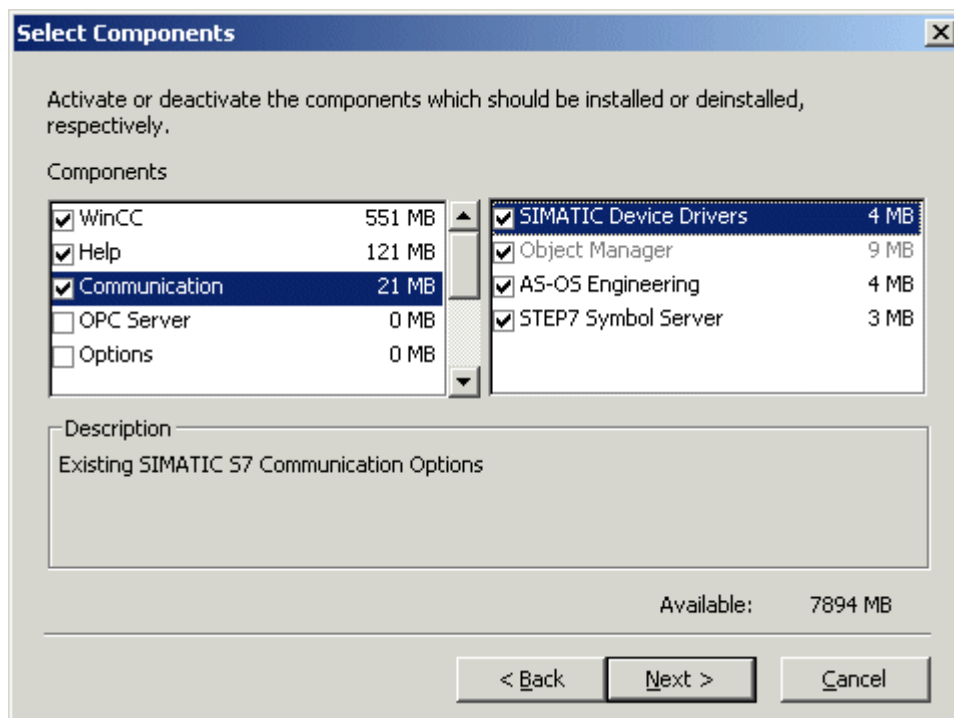 Select Components
Activate or deactivate the components which should be installed or deinstalled,
respectively.
Components
WinCC 551 MB
Help 121 MB
Communication 21 MB
OPC Server 0 MB
Options 0 MB
SIMATIC Device Drivers 4 MB
Object Manager 9 MB
AS-OS Engineering 4 MB
STEP7 Symbol Server 3 MB
Description
Existing SIMATIC S7 Communication Options
Available: 7894 MB
< Back
Next >
Cancel